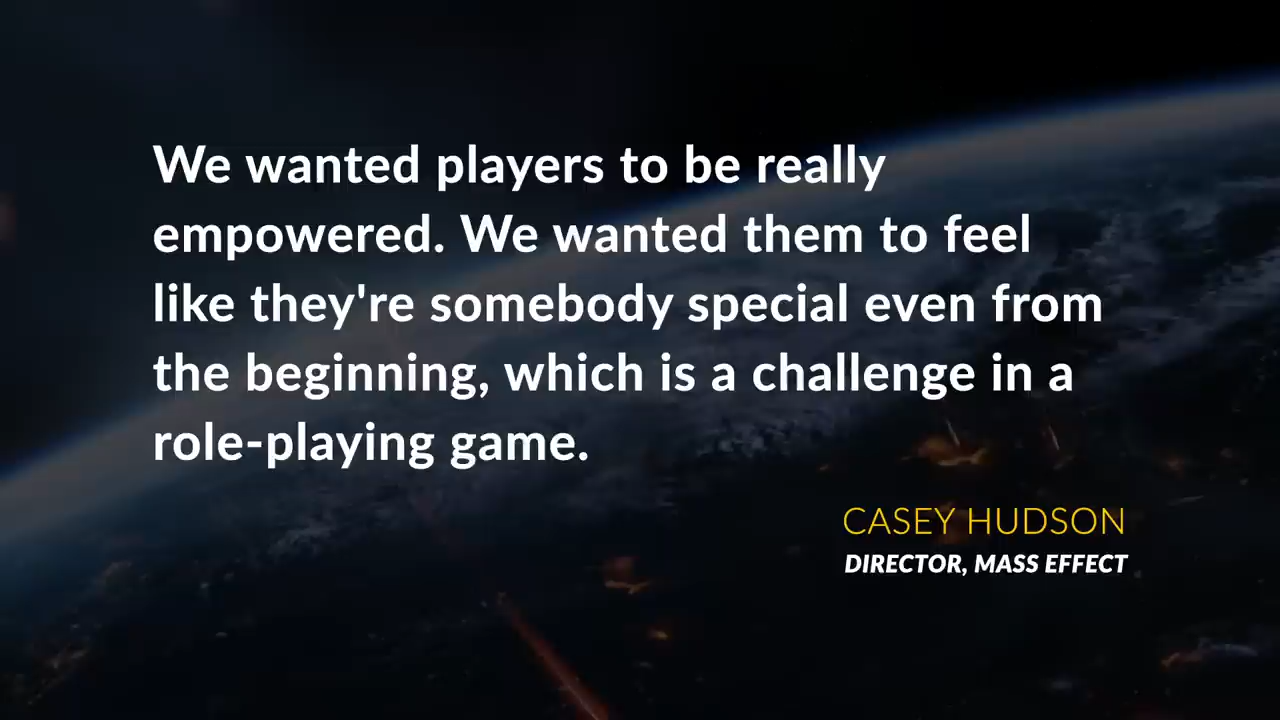 We wanted players to be really
empowered. We wanted them to feel
like they're somebody special even from
the beginning, which is a challenge in a
role-playing game.
CASEY HUDSON
DIRECTOR, MASS EFFECT